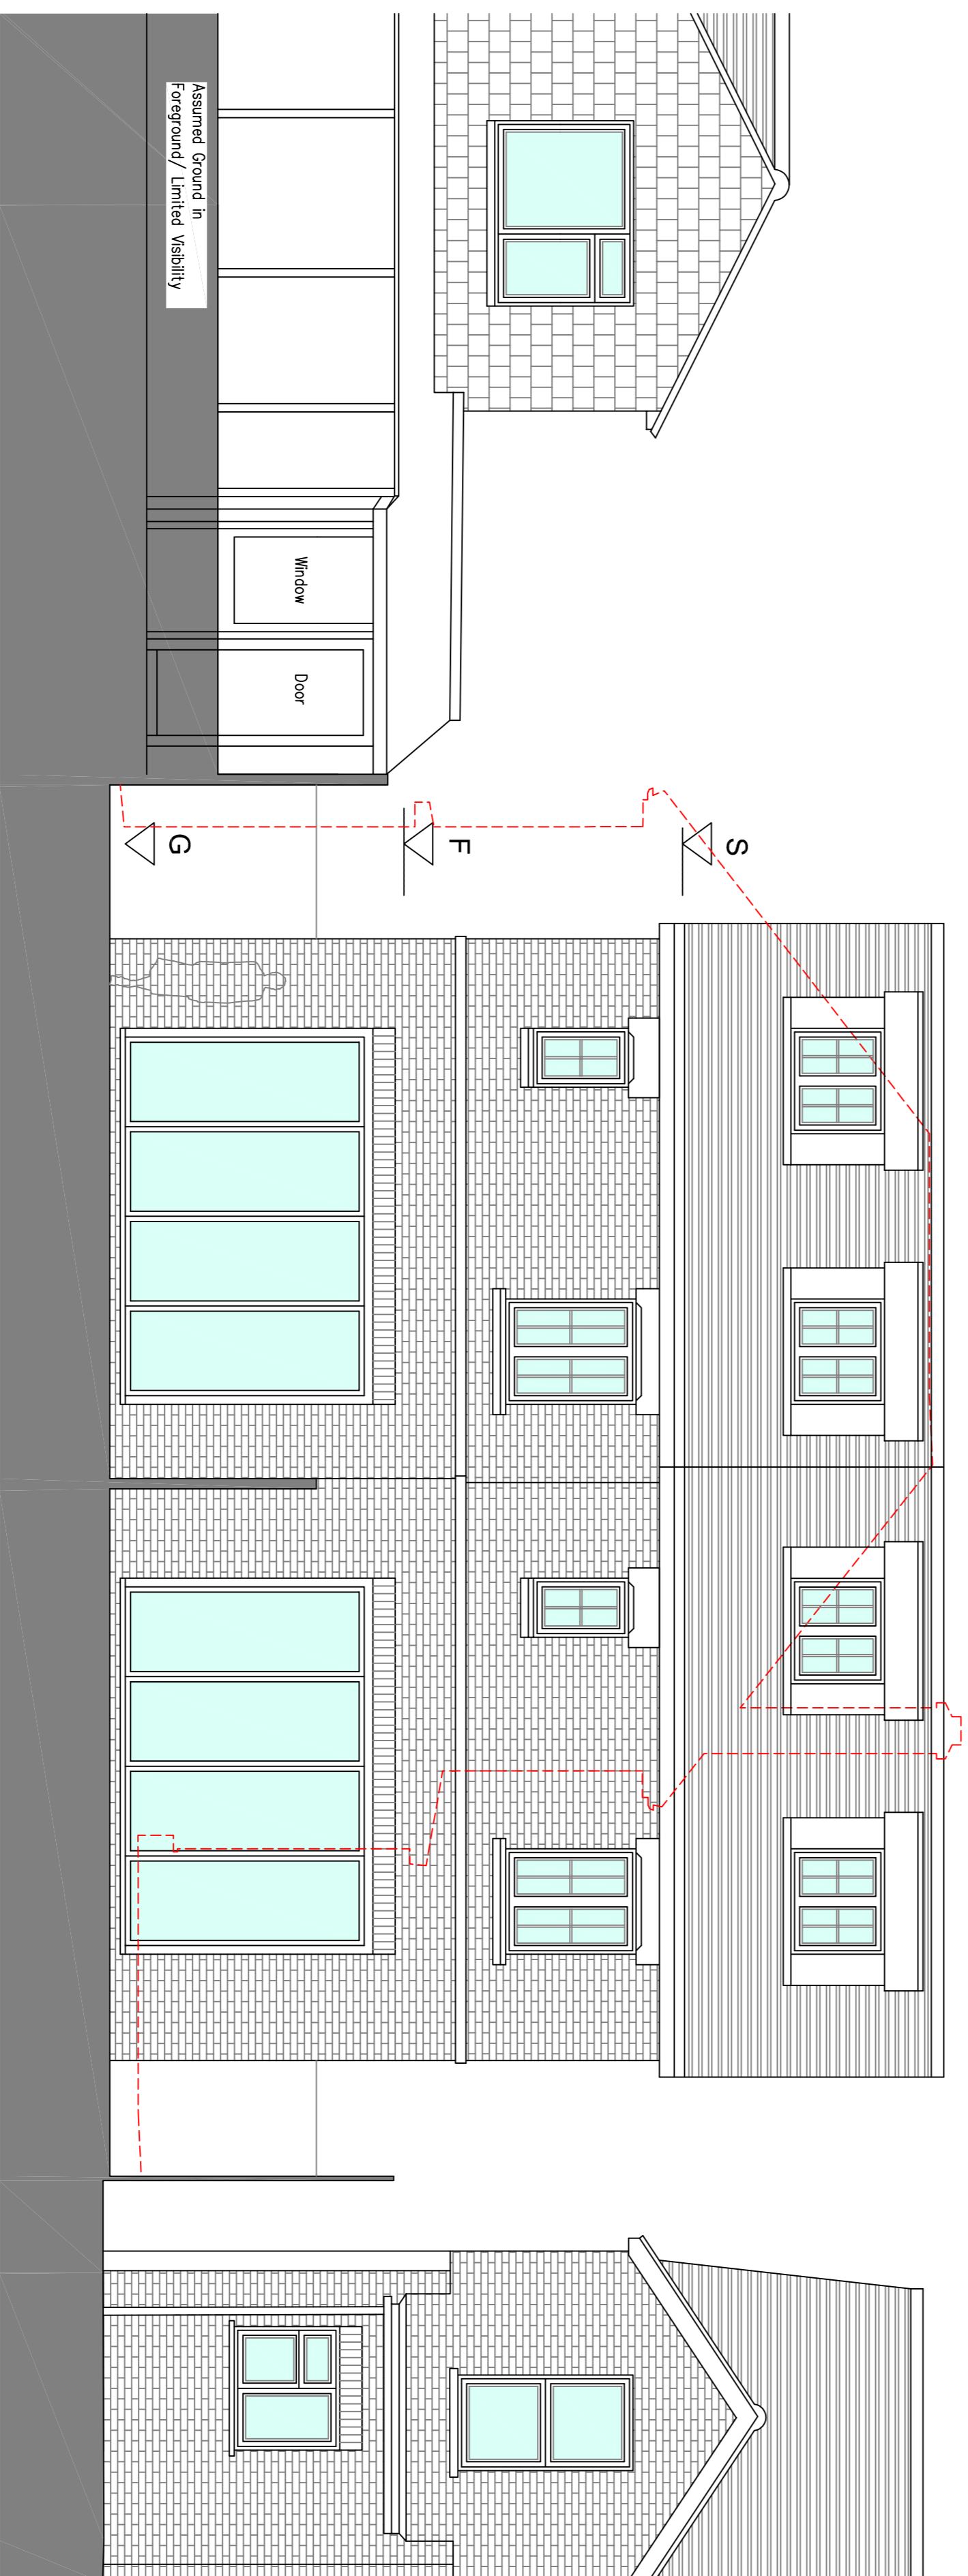 Assumed Ground in
Foreground/ Limited Visibility
Window
Door
S
F
G